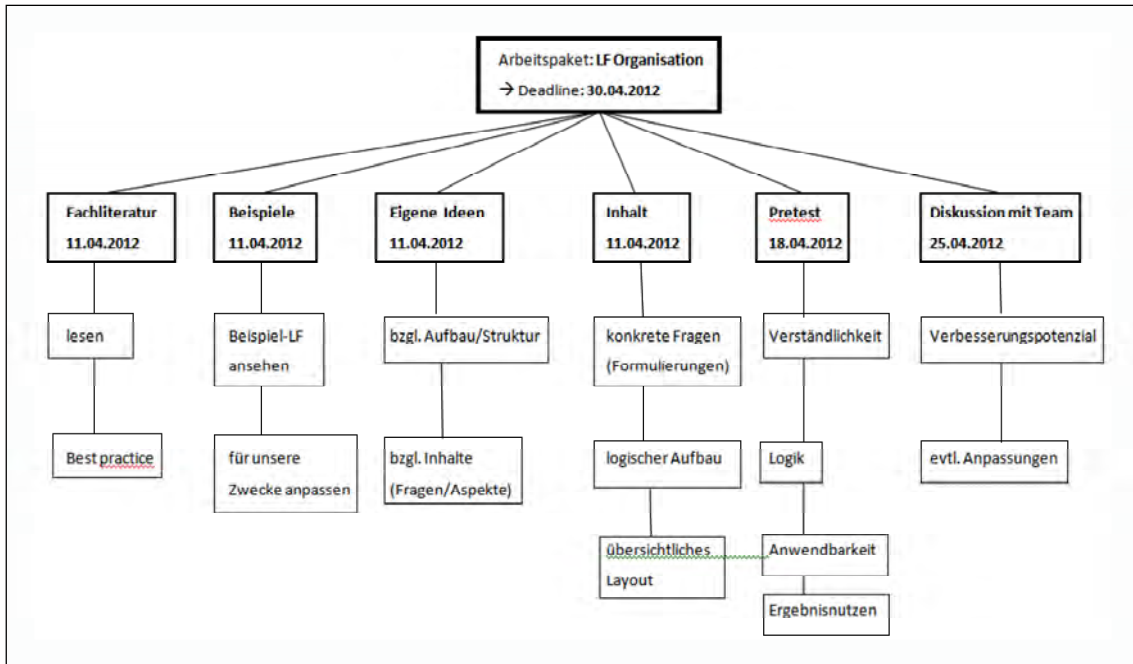 Arbeitspaket: LF Organisation
→ Deadline: 30.04.2012
Fachliteratur
11.04.2012
lesen
Best practice
Beispiele
11.04.2012
Beispiel-LF
ansehen
für unsere
Zwecke anpassen
Eigene Ideen
11.04.2012
bzgl. Aufbau/Struktur
bzgl. Inhalte
(Fragen/Aspekte)
Inhalt
11.04.2012
konkrete Fragen
(Formulierungen)
logischer Aufbau
übersichtliches
Layout
Pretest
18.04.2012
Verständlichkeit
Logik
Anwendbarkeit
Ergebnisnutzen
Diskussion mit Team
25.04.2012
Verbesserungspotenzial
evtl. Anpassungen